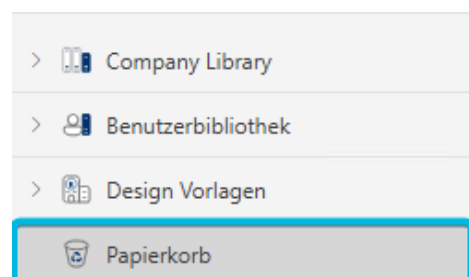 Company Library
Benutzerbibliothek
Design Vorlagen
Papierkorb